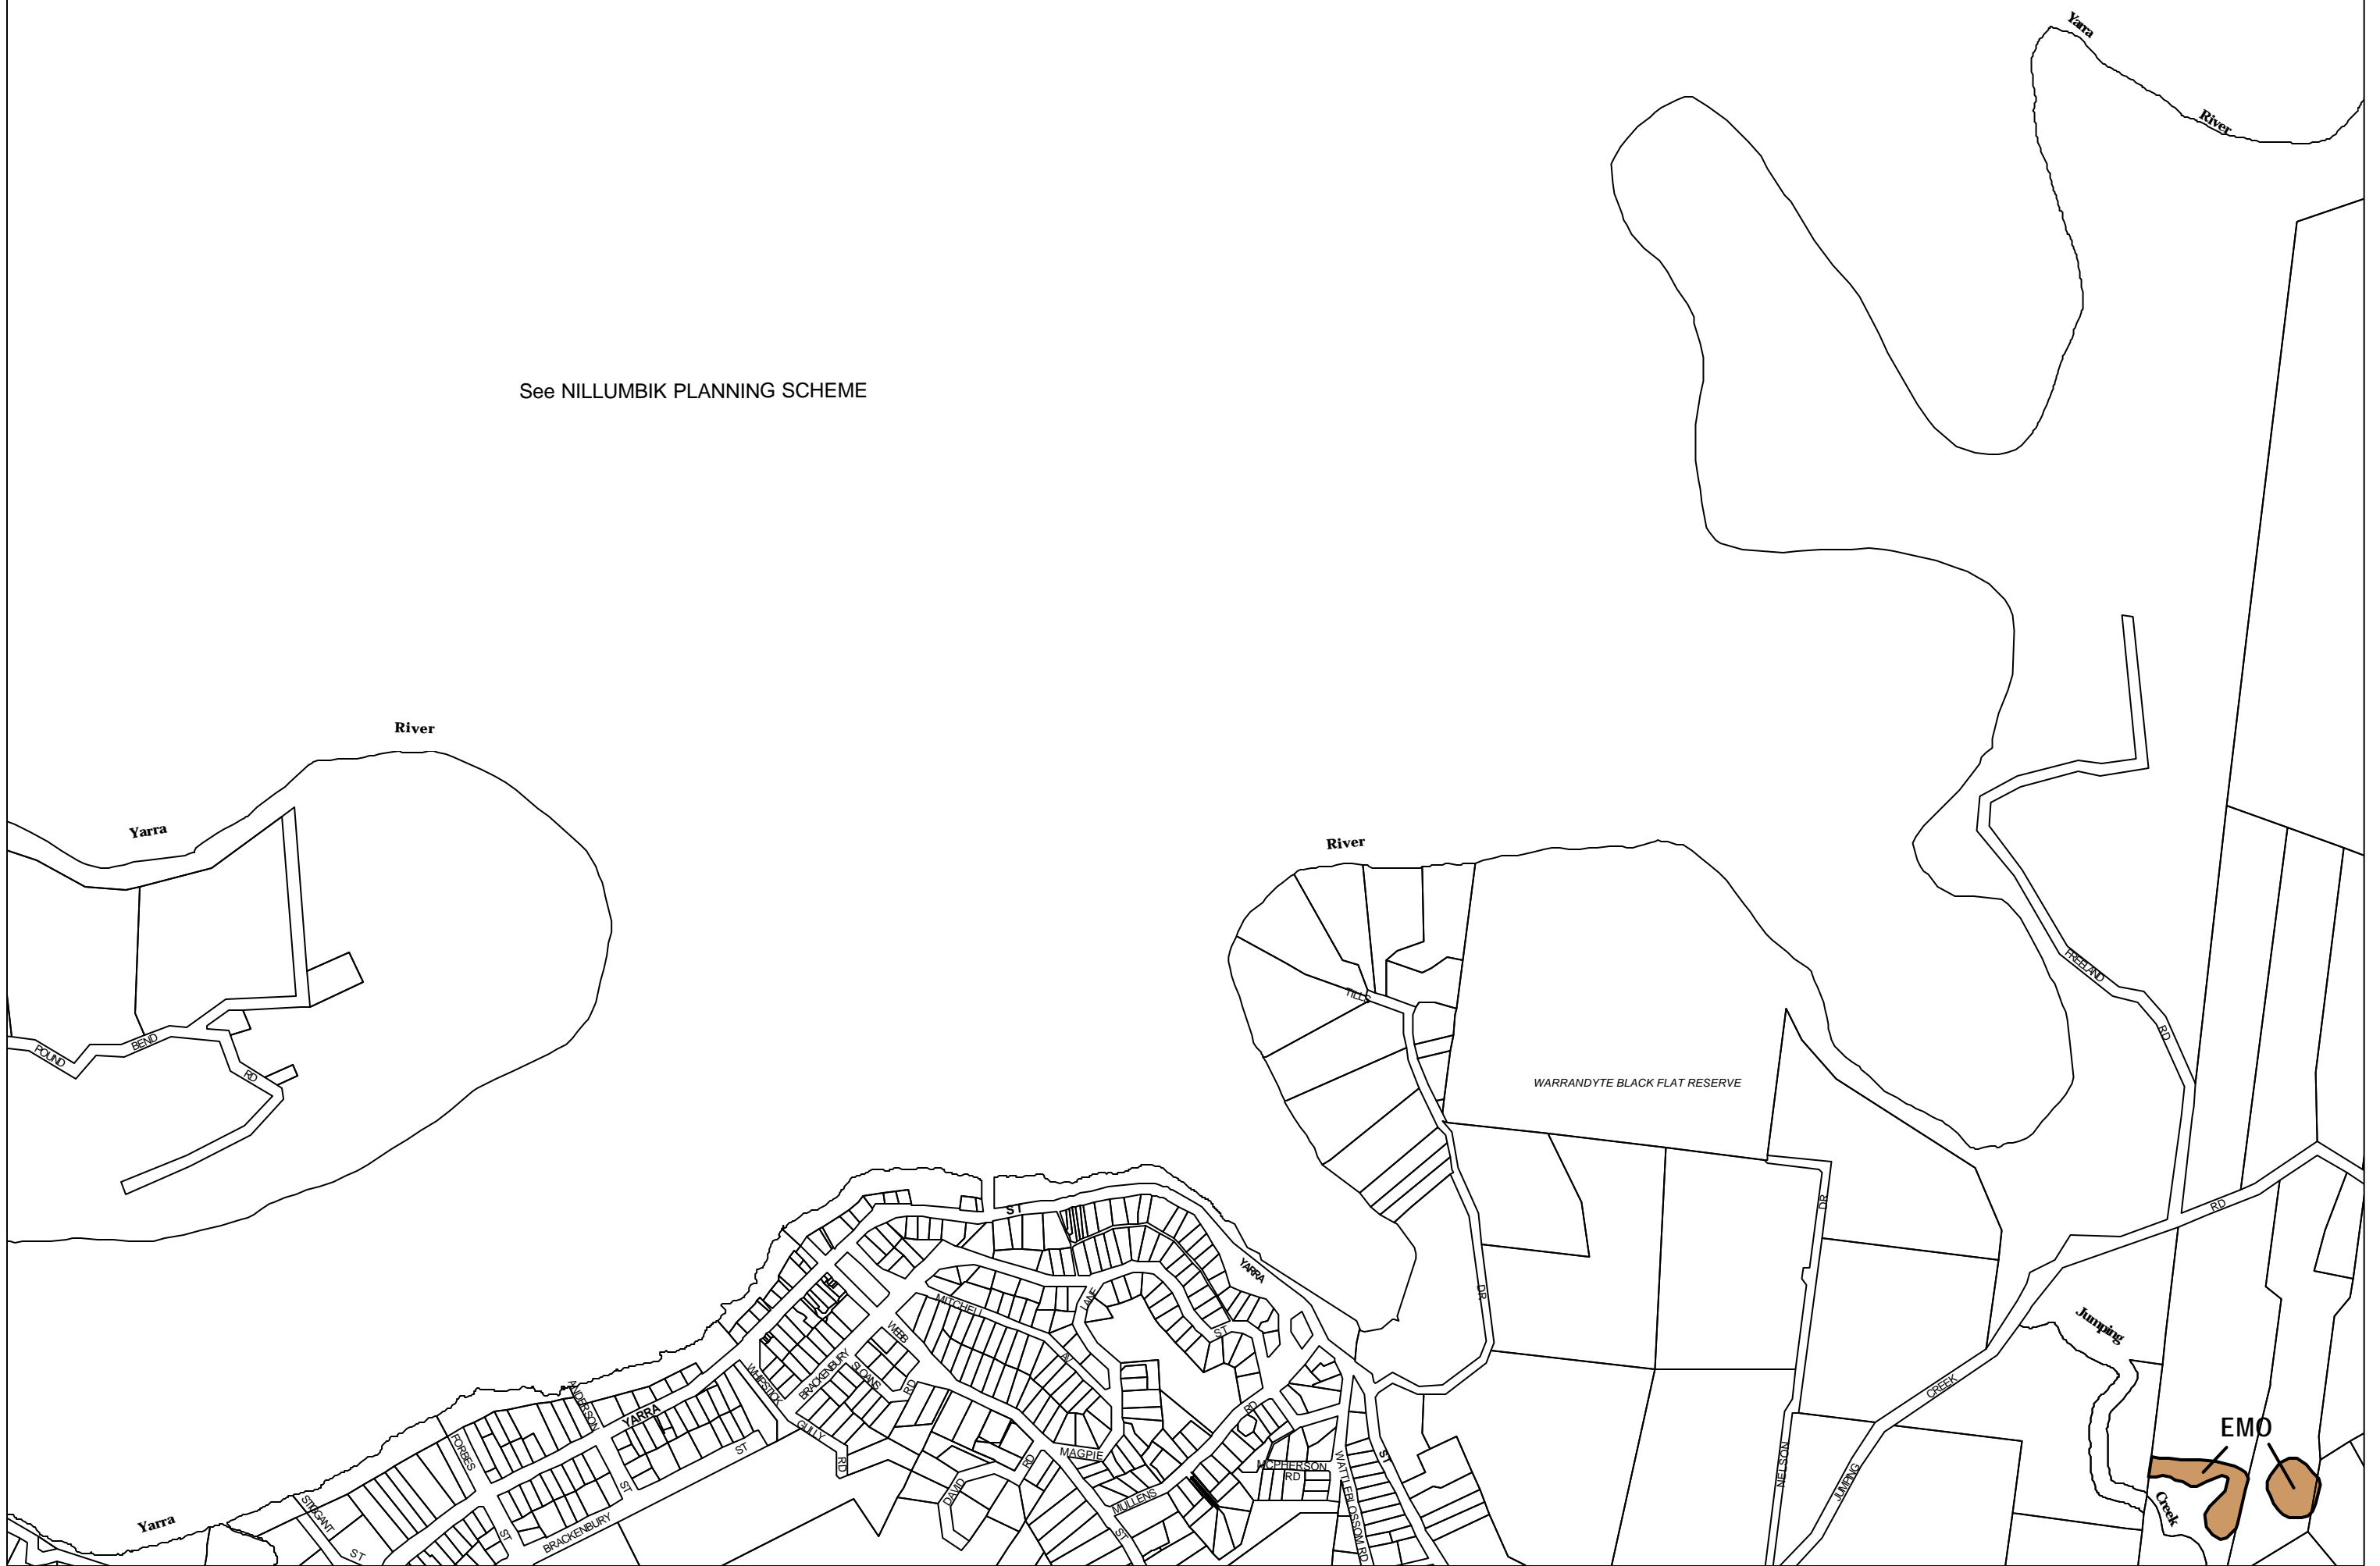 Yarra
River
See NILLUMBIK PLANNING SCHEME
River
Yarra
River
FREELAND
RD
TILLS
POUND
BEND
RD
WARRANDYTE BLACK FLAT RESERVE
DR
RD
ST
YARRA
DR
MITCHELL
LANE
Jumping
WEBB
ST
AV
WHIPSTICK
BRACKENBURY
SLOANS
RD
ANDERSON
YARRA
CREEK
RD
EMO
GULLY
FORBES
ST
MAGPIE
ST
RD
RD
MCPHERSON
RD
WATTLEBLOSSOM RD
NELSON
JUMPING
ST
DAVID
MULLENS
Creek
STIGGANT
Yarra
ST
BRACKENBURY
ST
ST